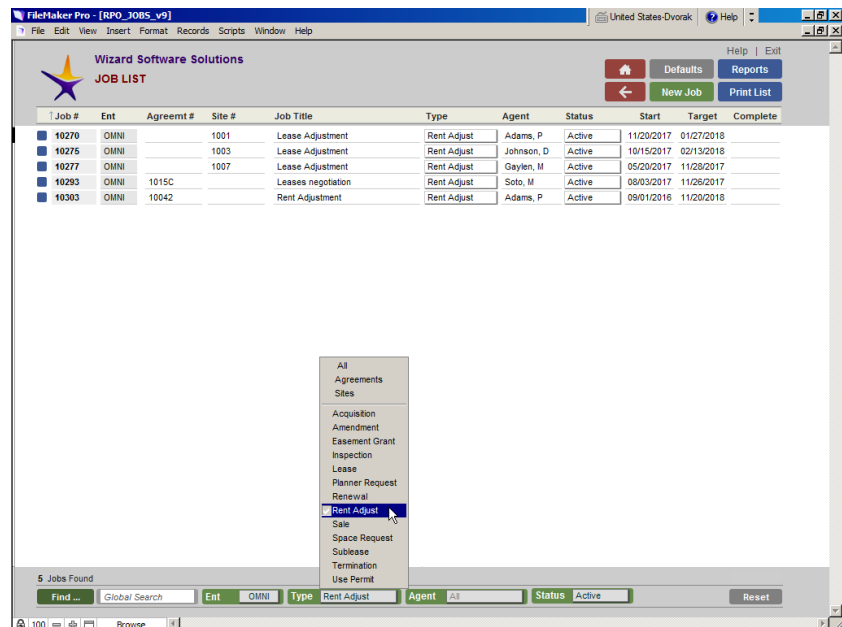 FileMaker Pro - [RPO_JOBS_v9]
United States-Dvorak
Help
File Edit View Insert Format Records Scripts Window Help
Help | Exit
Wizard Software Solutions
JOB LIST
Defaults
Reports
New Job
Print List
↑Job # Ent Agreemt # Site # Job Title Type Agent Status Start Target Complete
10270 OMNI 1001 Lease Adjustment Rent Adjust Adams, P Active 11/20/2017 01/27/2018
10275 OMNI 1003 Lease Adjustment Rent Adjust Johnson, D Active 10/15/2017 02/13/2018
10277 OMNI 1007 Lease Adjustment Rent Adjust Gaylen, M Active 05/20/2017 11/28/2017
10293 OMNI 1015C Leases negotiation Rent Adjust Soto, M Active 08/03/2017 11/26/2017
10303 OMNI 10042 Rent Adjustment Rent Adjust Adams, P Active 09/01/2016 11/20/2018
All
Agreements
Sites
Acquisition
Amendment
Easement Grant
Inspection
Lease
Planner Request
Renewal
Rent Adjust
Sale
Space Request
Sublease
Termination
Use Permit
5 Jobs Found
Find ... Global Search Ent OMNI Type Rent Adjust Agent All Status Active Reset
100 Browse